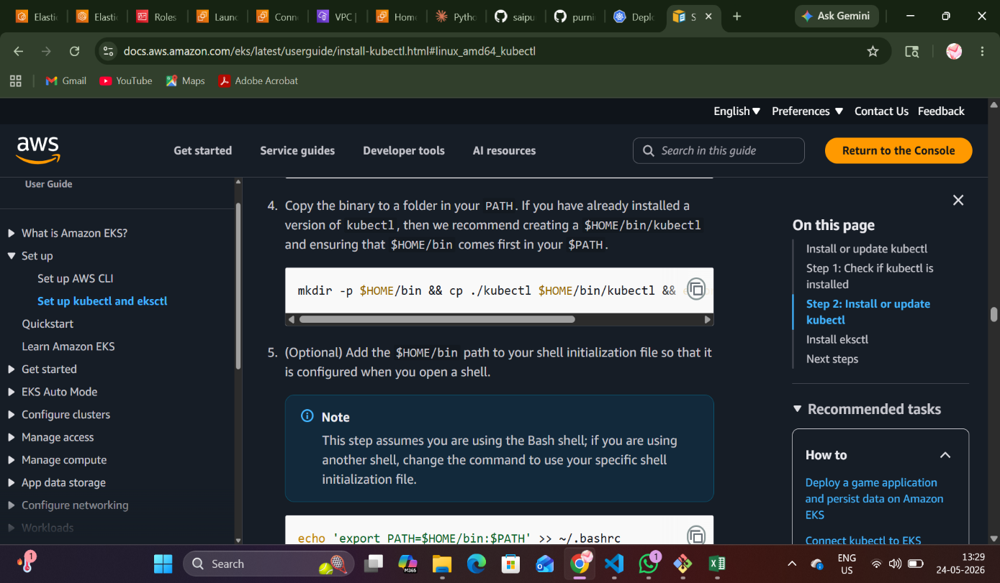 Elasti
Elasti
Roles
Laun
Conn
VPC |
Hom
Pytho
saipu
purni
Deplo
S
Ask Gemini
docs.aws.amazon.com/eks/latest/userguide/install-kubectl.html#linux_amd64_kubectl
Gmail
YouTube
Maps
Adobe Acrobat
English
Preferences
Contact Us
Feedback
aws
Get started
Service guides
Developer tools
AI resources
Search in this guide
Return to the Console
User Guide
What is Amazon EKS?
Set up
Set up AWS CLI
Set up kubectl and eksctl
Quickstart
Learn Amazon EKS
Get started
EKS Auto Mode
Configure clusters
Manage access
Manage compute
App data storage
Configure networking
Workloads
4. Copy the binary to a folder in your PATH. If you have already installed a
version of kubectl, then we recommend creating a $HOME/bin/kubectl
and ensuring that $HOME/bin comes first in your $PATH.
mkdir -p $HOME/bin && cp ./kubectl $HOME/bin/kubectl &&
5. (Optional) Add the $HOME/bin path to your shell initialization file so that it
is configured when you open a shell.
Note
This step assumes you are using the Bash shell; if you are using
another shell, change the command to use your specific shell
initialization file.
echo 'export PATH=$HOME/bin:$PATH' >> ~/.bashrc
On this page
Install or update kubectl
Step 1: Check if kubectl is
installed
Step 2: Install or update
kubectl
Install eksctl
Next steps
Recommended tasks
How to
Deploy a game application
and persist data on Amazon
EKS
Connect kubectl to EKS
1
Search
M365
1
ENG
US
13:29
24-05-2026